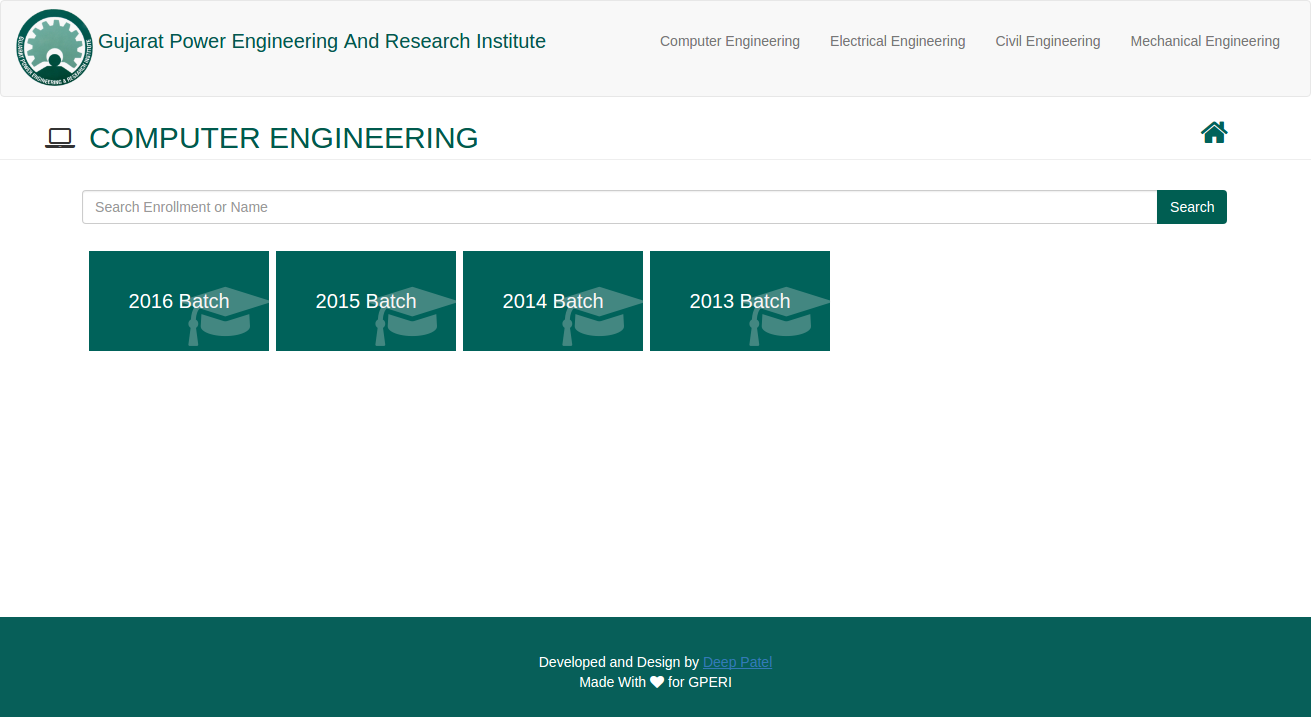 GUJARAT POWER ENGINEERING & RESEARCH INSTITUTE
Gujarat Power Engineering And Research Institute
Computer Engineering
Electrical Engineering
Civil Engineering
Mechanical Engineering
COMPUTER ENGINEERING
Search Enrollment or Name
Search
2016 Batch
2015 Batch
2014 Batch
2013 Batch
Developed and Design by Deep Patel
Made With for GPERI